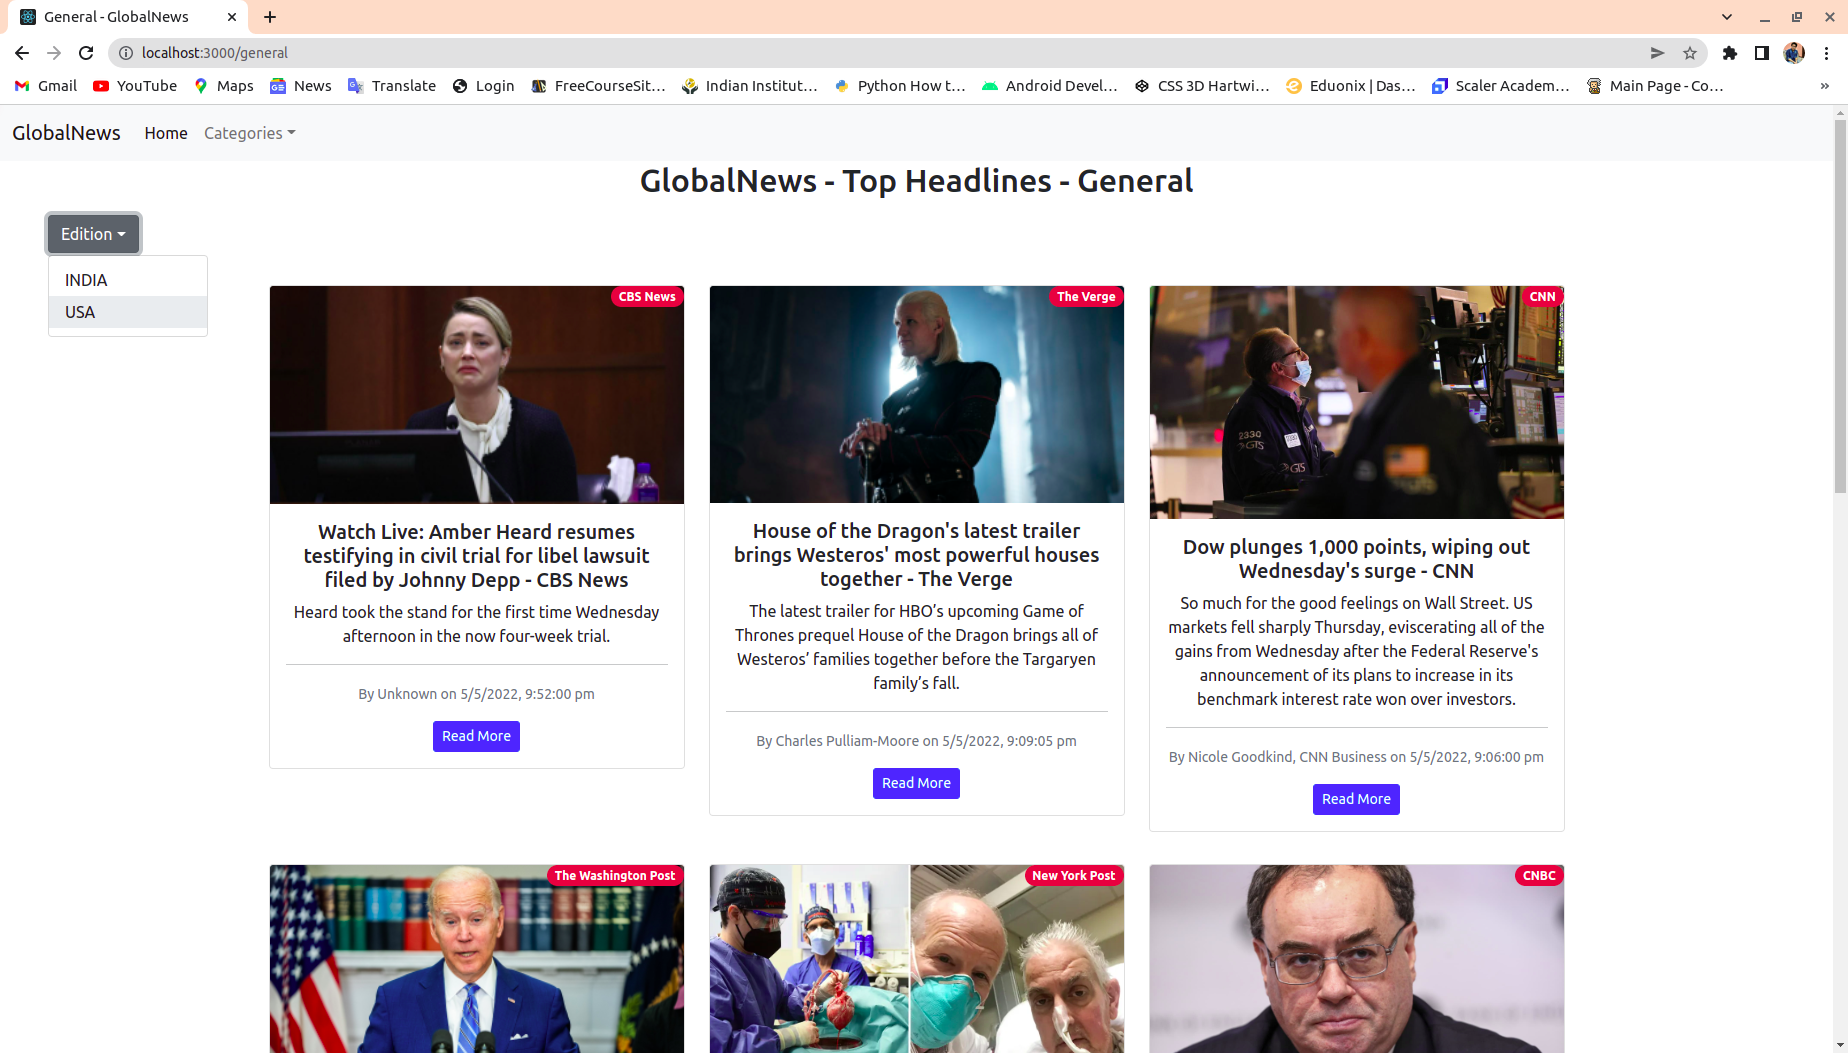 General - GlobalNews
localhost:3000/general
Gmail YouTube Maps News Translate Login FreeCourseSit… Indian Institut… Python How t… Android Devel… CSS 3D Hartwi… Eduonix | Das… Scaler Academ… Main Page - Co… »
GlobalNews Home Categories
GlobalNews - Top Headlines - General
Edition
INDIA
USA
CBS News
Watch Live: Amber Heard resumes
testifying in civil trial for libel lawsuit
filed by Johnny Depp - CBS News
Heard took the stand for the first time Wednesday
afternoon in the now four-week trial.
By Unknown on 5/5/2022, 9:52:00 pm
Read More
The Verge
House of the Dragon's latest trailer
brings Westeros' most powerful houses
together - The Verge
The latest trailer for HBO’s upcoming Game of
Thrones prequel House of the Dragon brings all of
Westeros’ families together before the Targaryen
family’s fall.
By Charles Pulliam-Moore on 5/5/2022, 9:09:05 pm
Read More
CNN
2330
GTS
GTS
Dow plunges 1,000 points, wiping out
Wednesday's surge - CNN
So much for the good feelings on Wall Street. US
markets fell sharply Thursday, eviscerating all of the
gains from Wednesday after the Federal Reserve's
announcement of its plans to increase in its
benchmark interest rate won over investors.
By Nicole Goodkind, CNN Business on 5/5/2022, 9:06:00 pm
Read More
The Washington Post
New York Post
CNBC